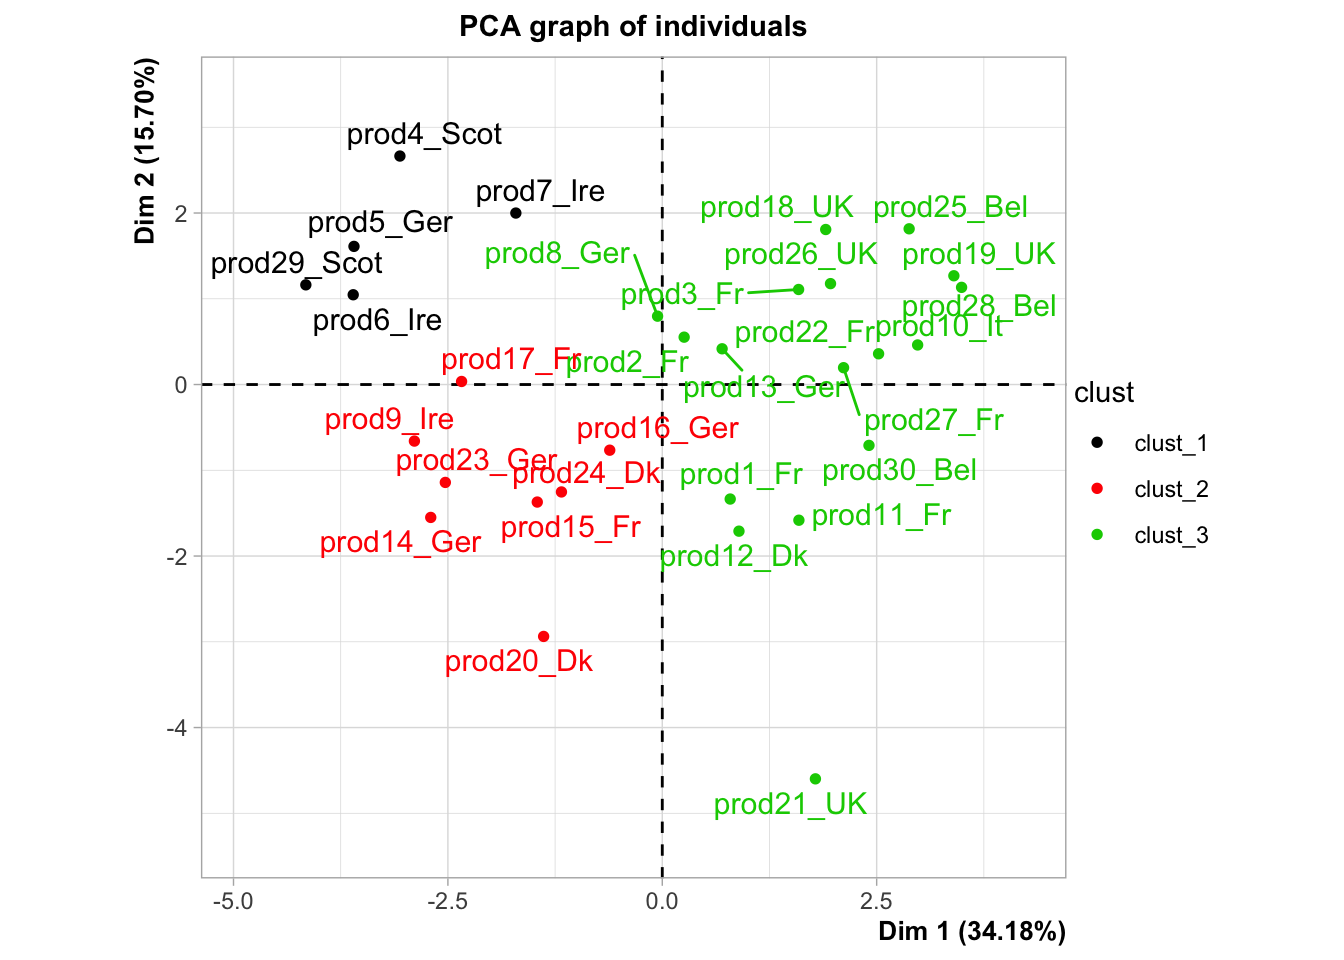 PCA graph of individuals
Dim 2 (15.70%)
prod4_Scot
prod7_Ire
prod5_Ger
prod29_Scot
prod6_Ire
prod18_UK
prod25_Bel
prod8_Ger
prod26_UK
prod19_UK
prod3_Fr
prod28_Bel
prod22_Fr
prod10_It
prod17_Fr
prod2_Fr
prod13_Ger
prod9_Ire
prod16_Ger
prod27_Fr
prod23_Ger
prod24_Dk
prod1_Fr
prod30_Bel
prod15_Fr
prod11_Fr
prod14_Ger
prod12_Dk
prod20_Dk
prod21_UK
2
0
-2
-4
-5.0
-2.5
0.0
2.5
Dim 1 (34.18%)
clust
clust_1
clust_2
clust_3